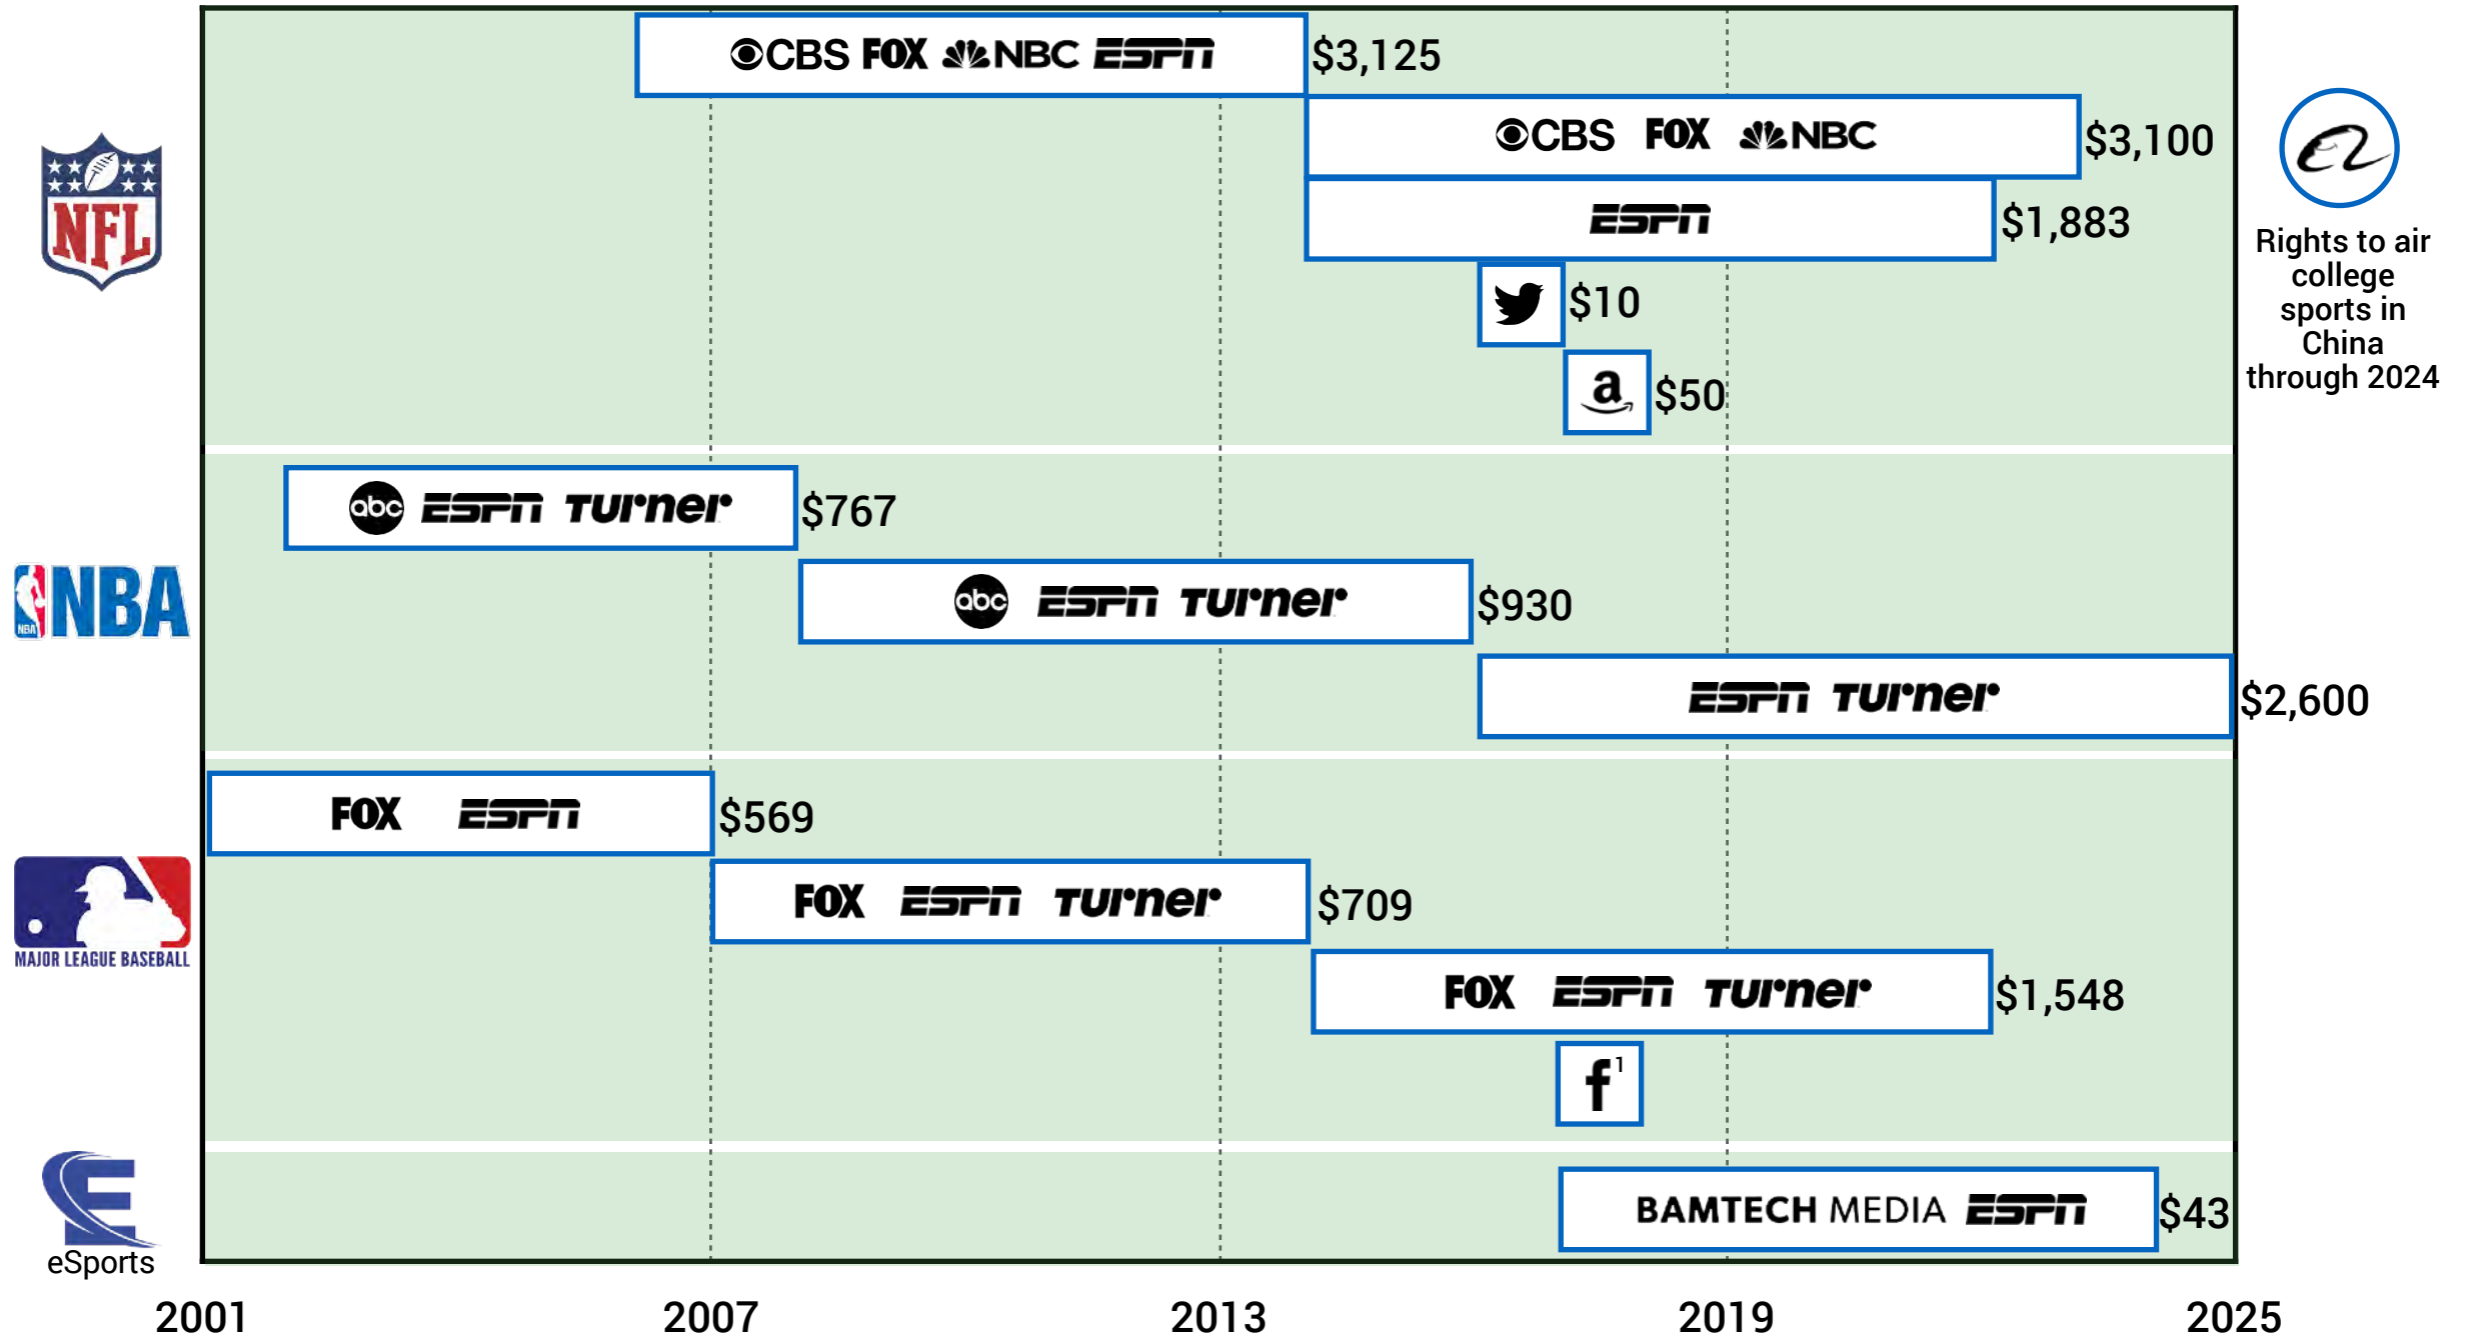 CBS FOX NBC ESPN $3,125
CBS FOX NBC $3,100
NFL
ESPN $1,883
$10
a $50
Rights to air
college
sports in
China
through 2024
abc ESPN Turner $767
NBA
NBA
abc ESPN Turner $930
ESPN Turner $2,600
FOX ESPN $569
MAJOR LEAGUE BASEBALL
FOX ESPN Turner $709
FOX ESPN Turner $1,548
f1
E
eSports
BAMTECH MEDIA ESPN $43
2001 2007 2013 2019 2025